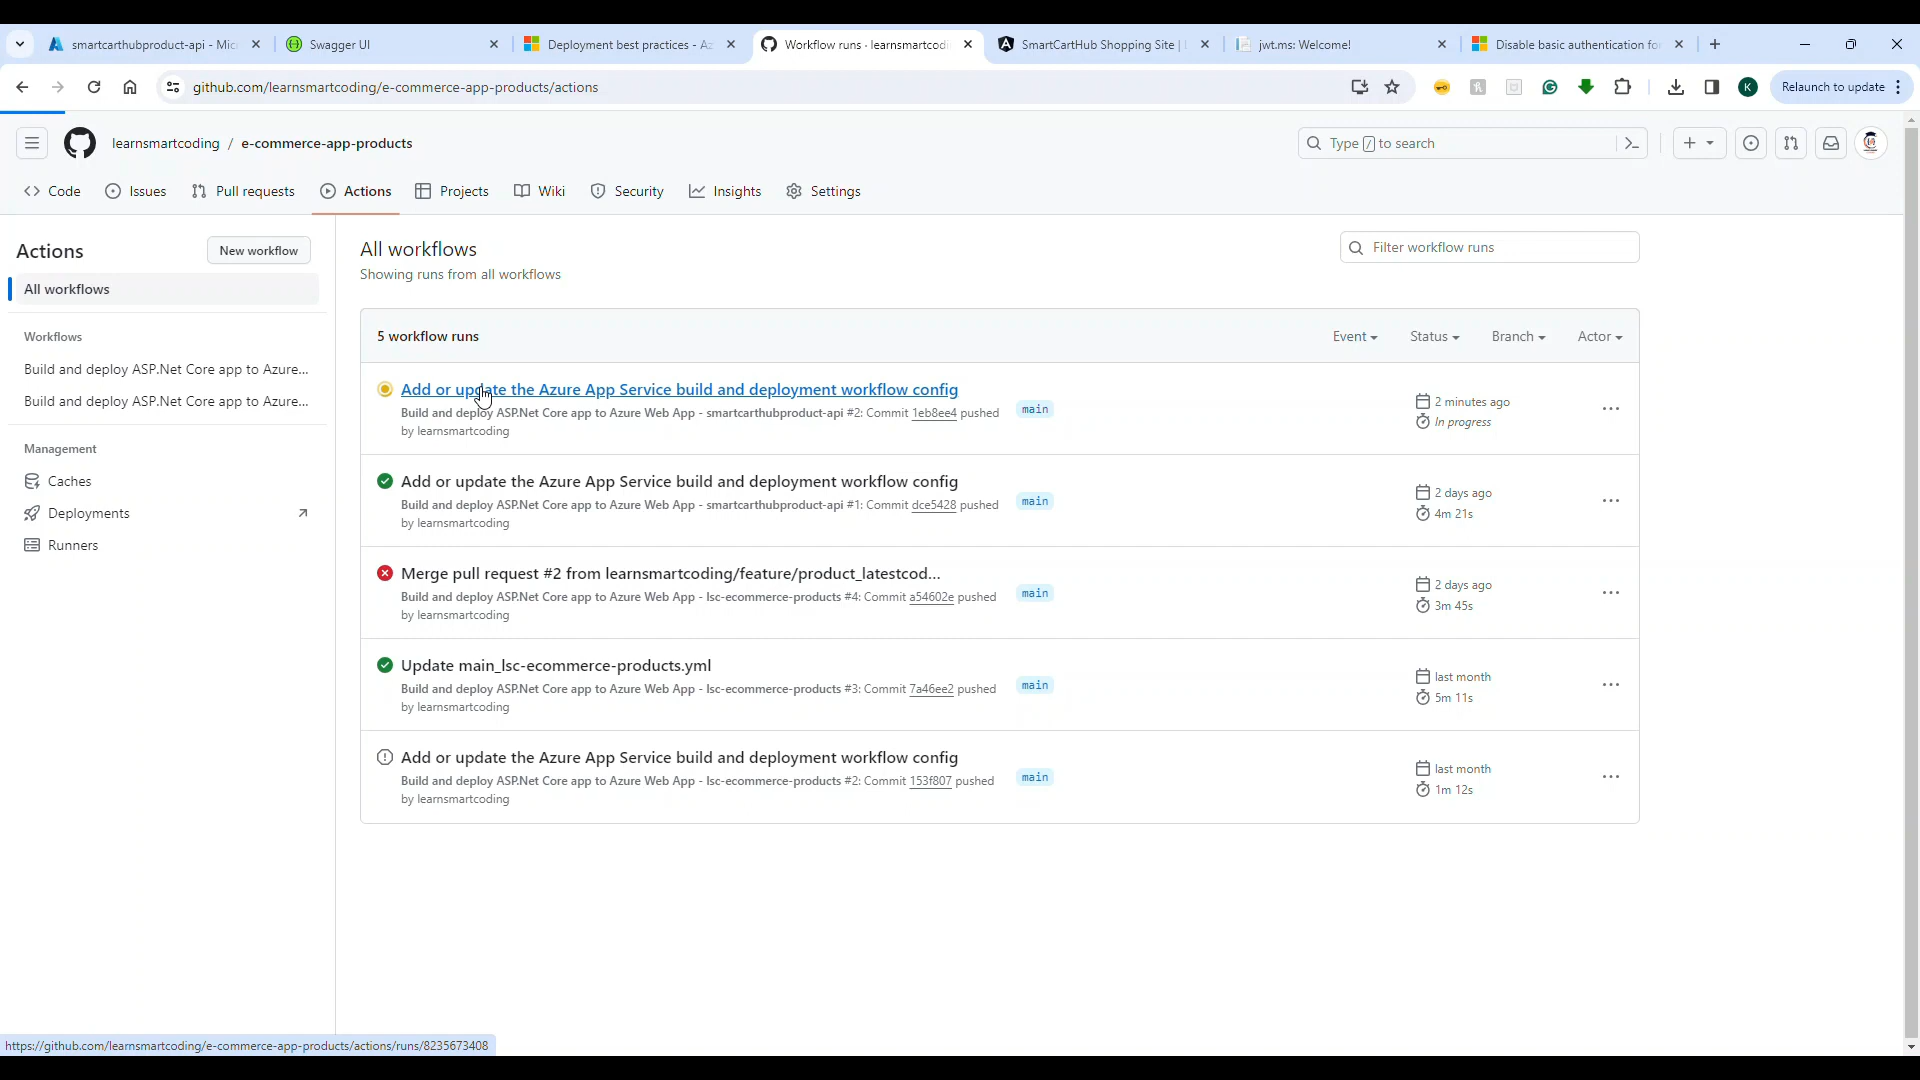 smartcarthubproduct-api - Mic
Swagger UI
Deployment best practices - Az
Workflow runs · learnsmartcodi
SmartCartHub Shopping Site |
jwt.ms: Welcome!
Disable basic authentication for
github.com/learnsmartcoding/e-commerce-app-products/actions
K
Relaunch to update
learnsmartcoding / e-commerce-app-products
Type / to search
Code
Issues
Pull requests
Actions
Projects
Wiki
Security
Insights
Settings
Actions
New workflow
All workflows
Workflows
Build and deploy ASP.Net Core app to Azure...
Build and deploy ASP.Net Core app to Azure...
Management
Caches
Deployments
Runners
All workflows
Showing runs from all workflows
Filter workflow runs
5 workflow runs
Event
Status
Branch
Actor
Add or update the Azure App Service build and deployment workflow config
Build and deploy ASP.Net Core app to Azure Web App - smartcarthubproduct-api #2: Commit 1eb8ee4 pushed
by learnsmartcoding
main
2 minutes ago
In progress
Add or update the Azure App Service build and deployment workflow config
Build and deploy ASP.Net Core app to Azure Web App - smartcarthubproduct-api #1: Commit dce5428 pushed
by learnsmartcoding
main
2 days ago
4m 21s
Merge pull request #2 from learnsmartcoding/feature/product_latestcod...
Build and deploy ASP.Net Core app to Azure Web App - lsc-ecommerce-products #4: Commit a54602e pushed
by learnsmartcoding
main
2 days ago
3m 45s
Update main_lsc-ecommerce-products.yml
Build and deploy ASP.Net Core app to Azure Web App - lsc-ecommerce-products #3: Commit 7a46ee2 pushed
by learnsmartcoding
main
last month
5m 11s
Add or update the Azure App Service build and deployment workflow config
Build and deploy ASP.Net Core app to Azure Web App - lsc-ecommerce-products #2: Commit 153f807 pushed
by learnsmartcoding
main
last month
1m 12s
https://github.com/learnsmartcoding/e-commerce-app-products/actions/runs/8235673408